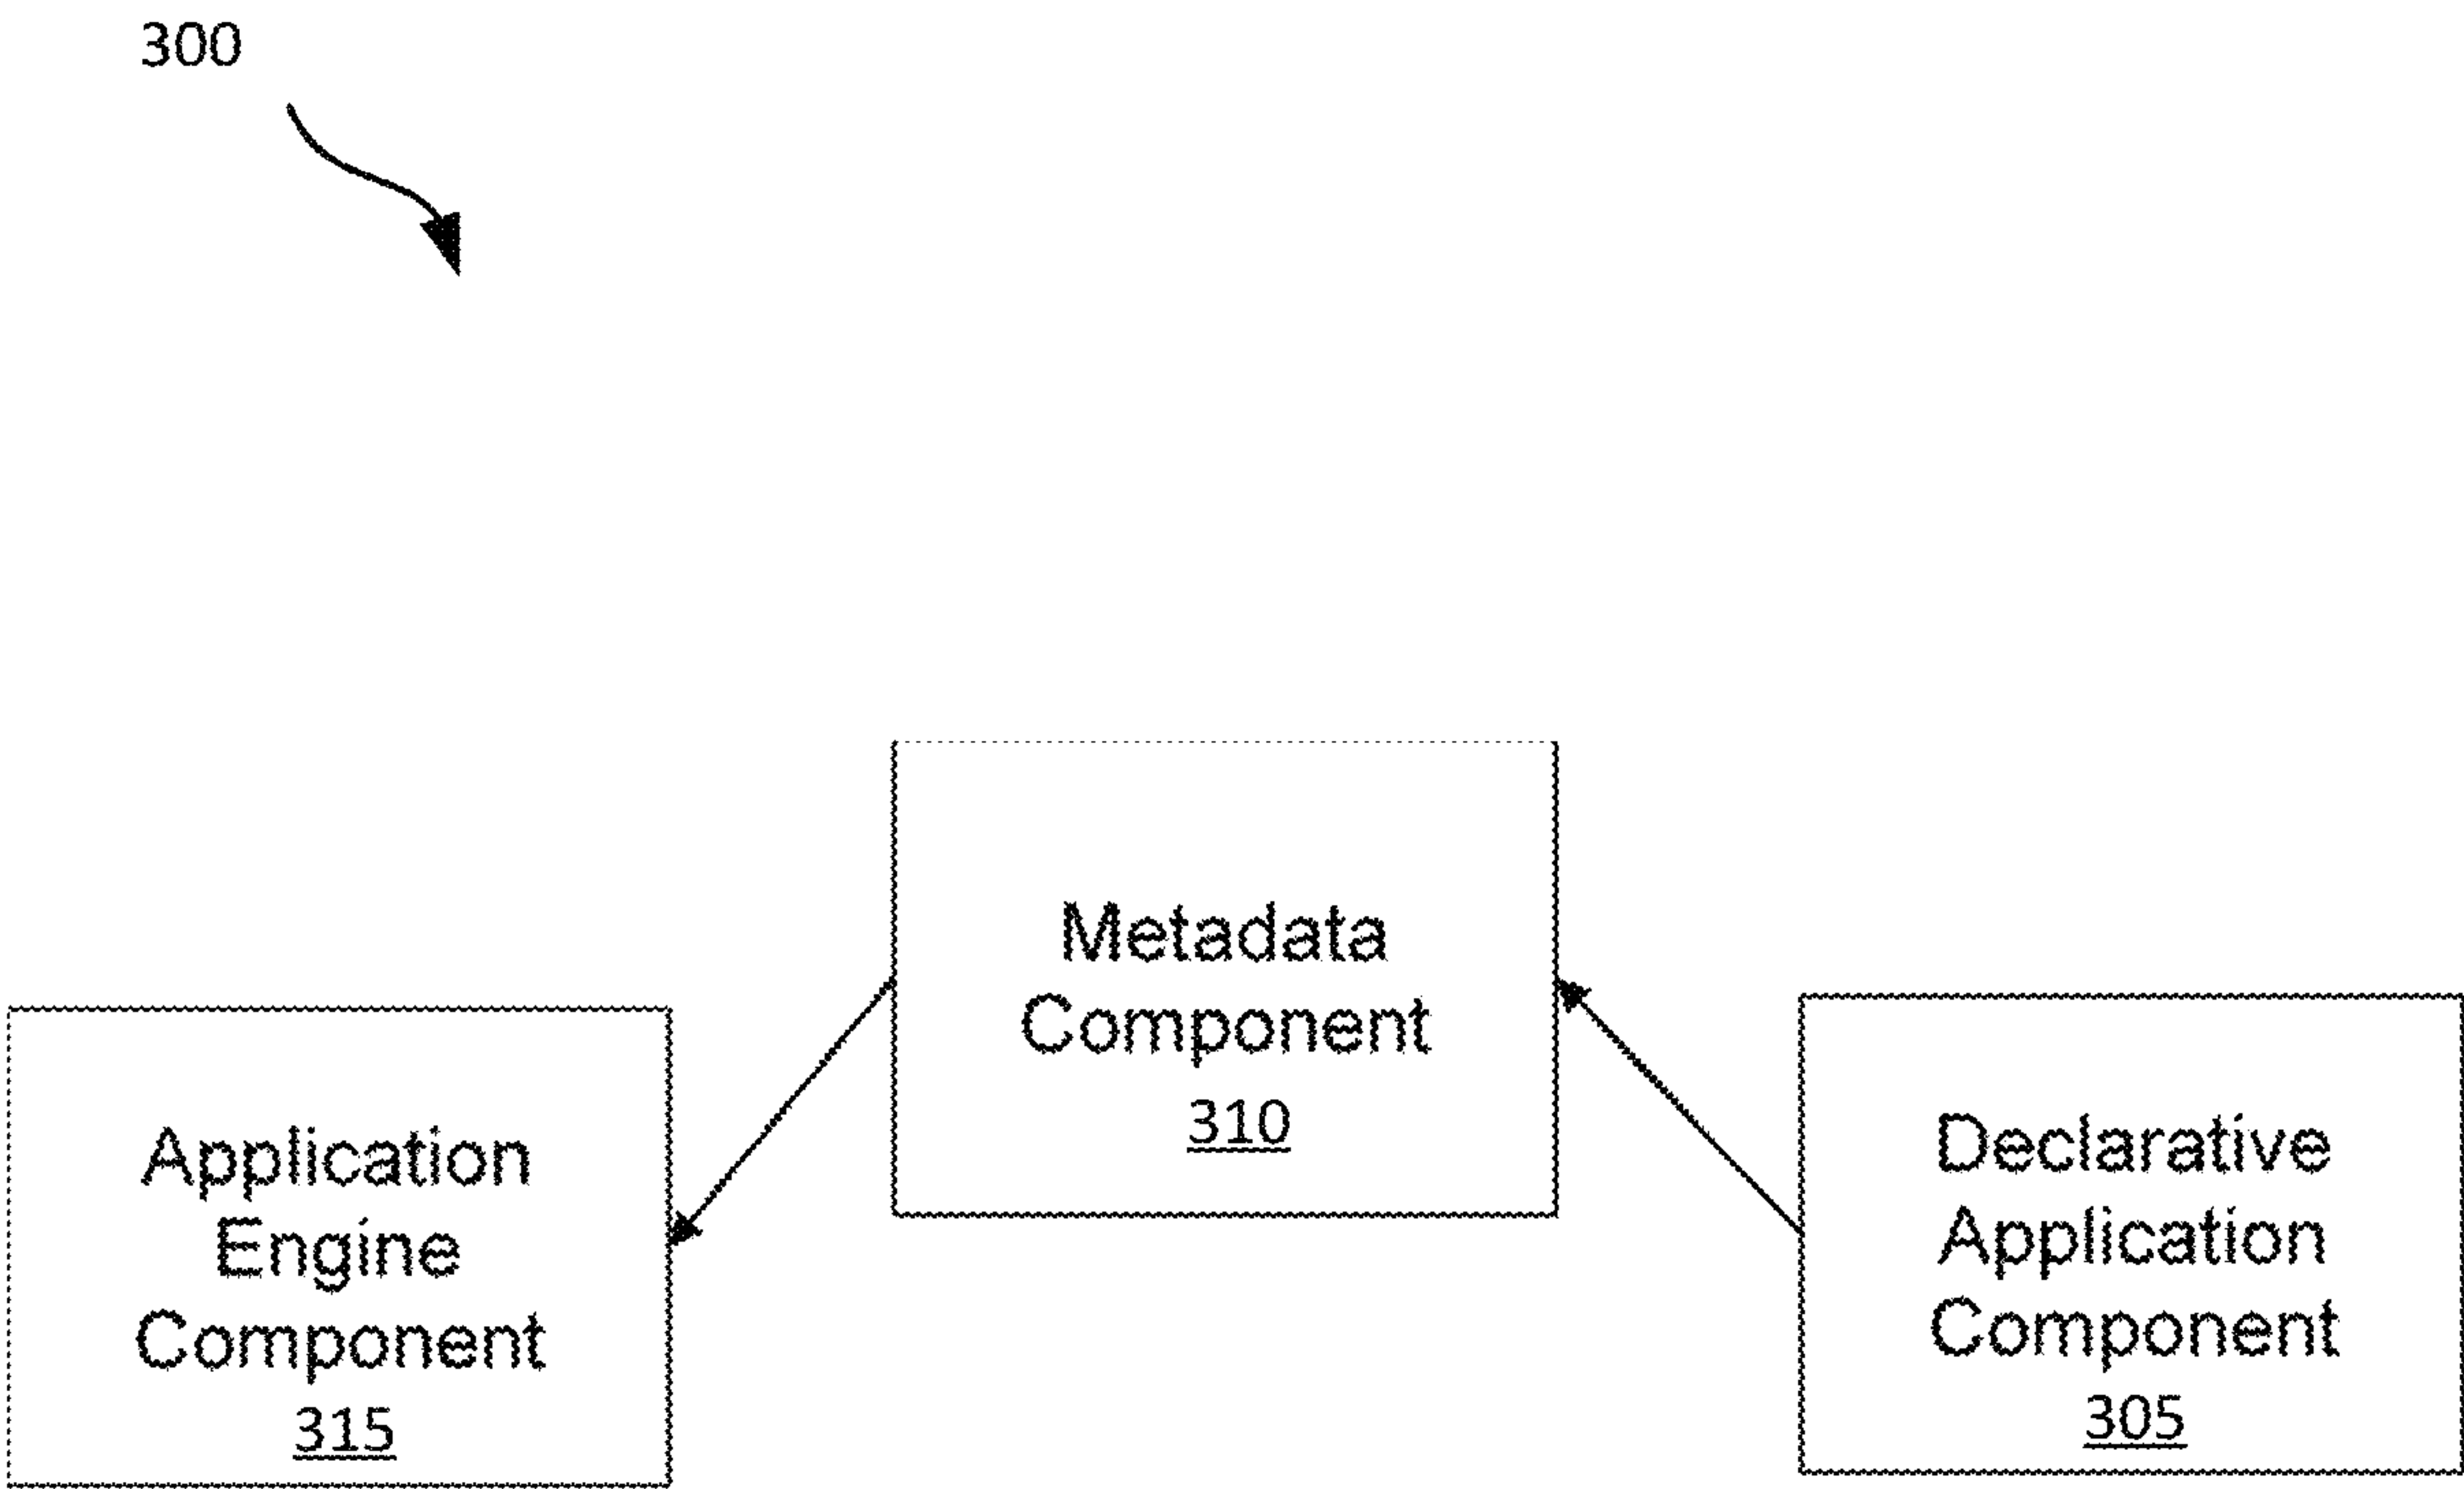 300
Metadata
Component
310
Application
Engine
Component
315
Declarative
Application
Component
305